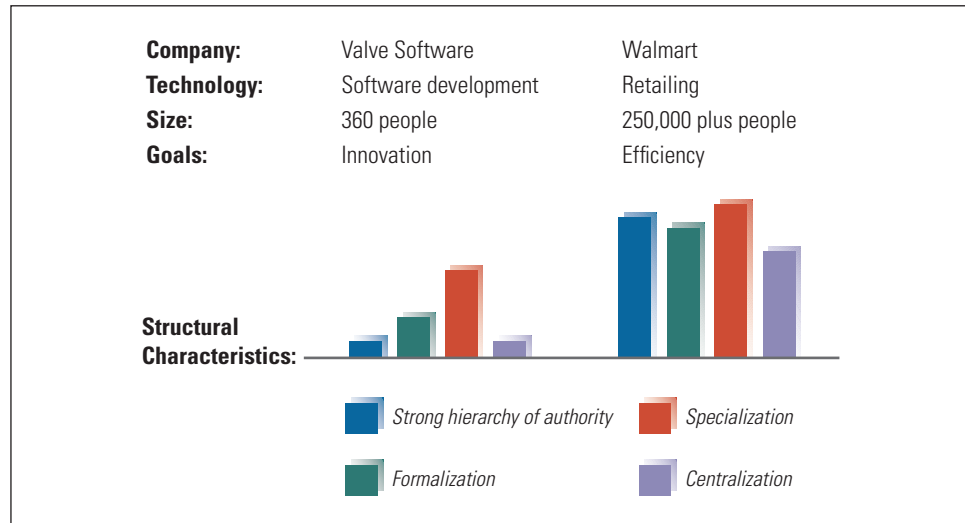 Company: Valve Software Walmart
Technology: Software development Retailing
Size: 360 people 250,000 plus people
Goals: Innovation Efficiency
Structural
Characteristics:
Strong hierarchy of authority Specialization
Formalization Centralization